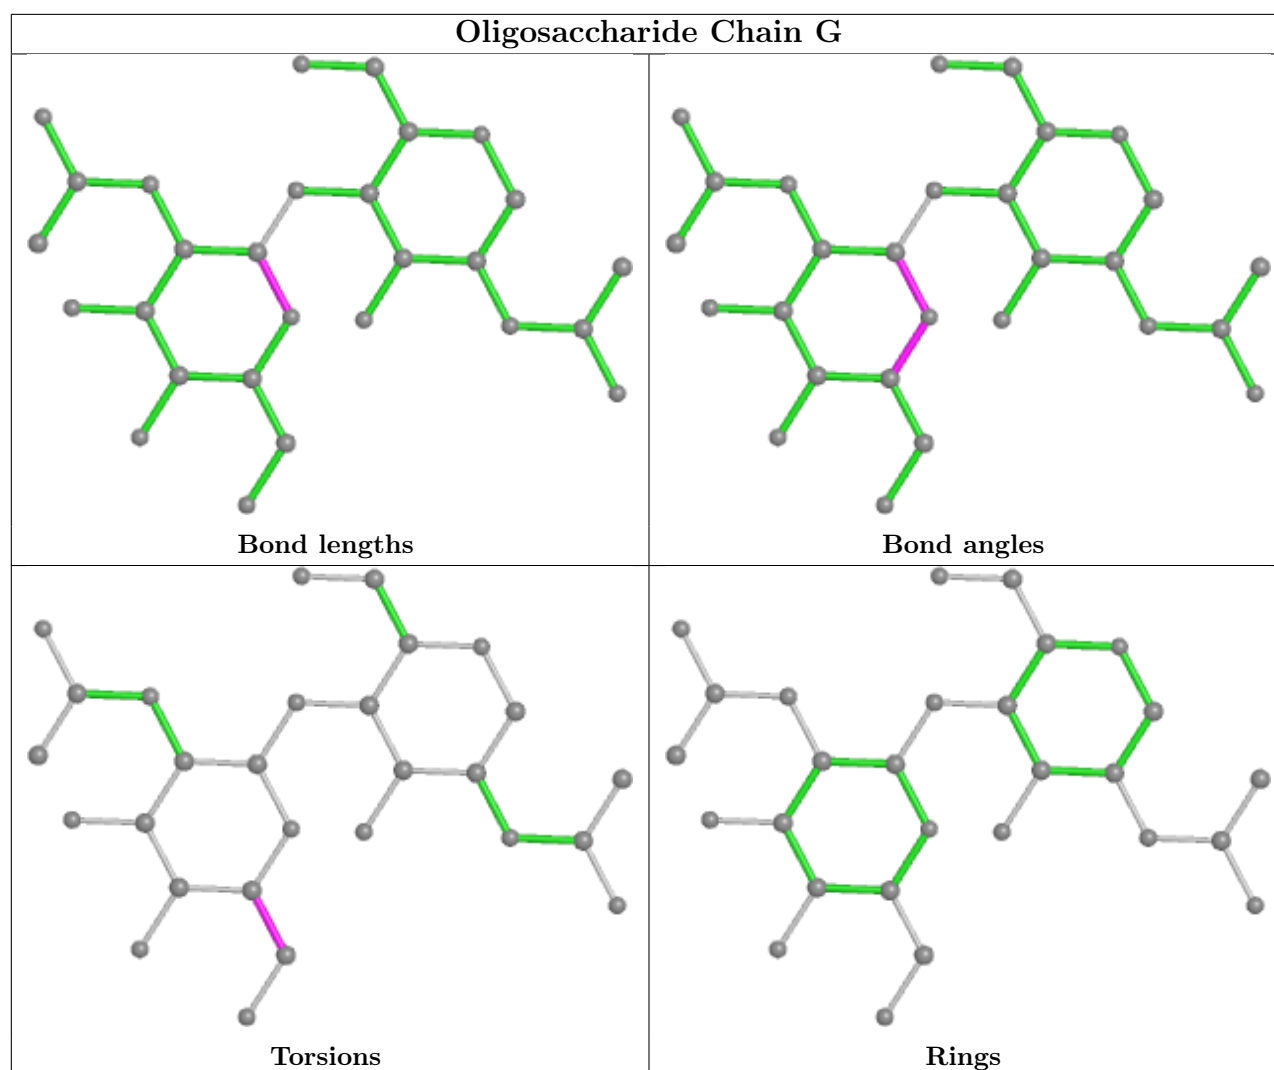 Oligosaccharide Chain G
Bond lengths
Bond angles
Torsions
Rings